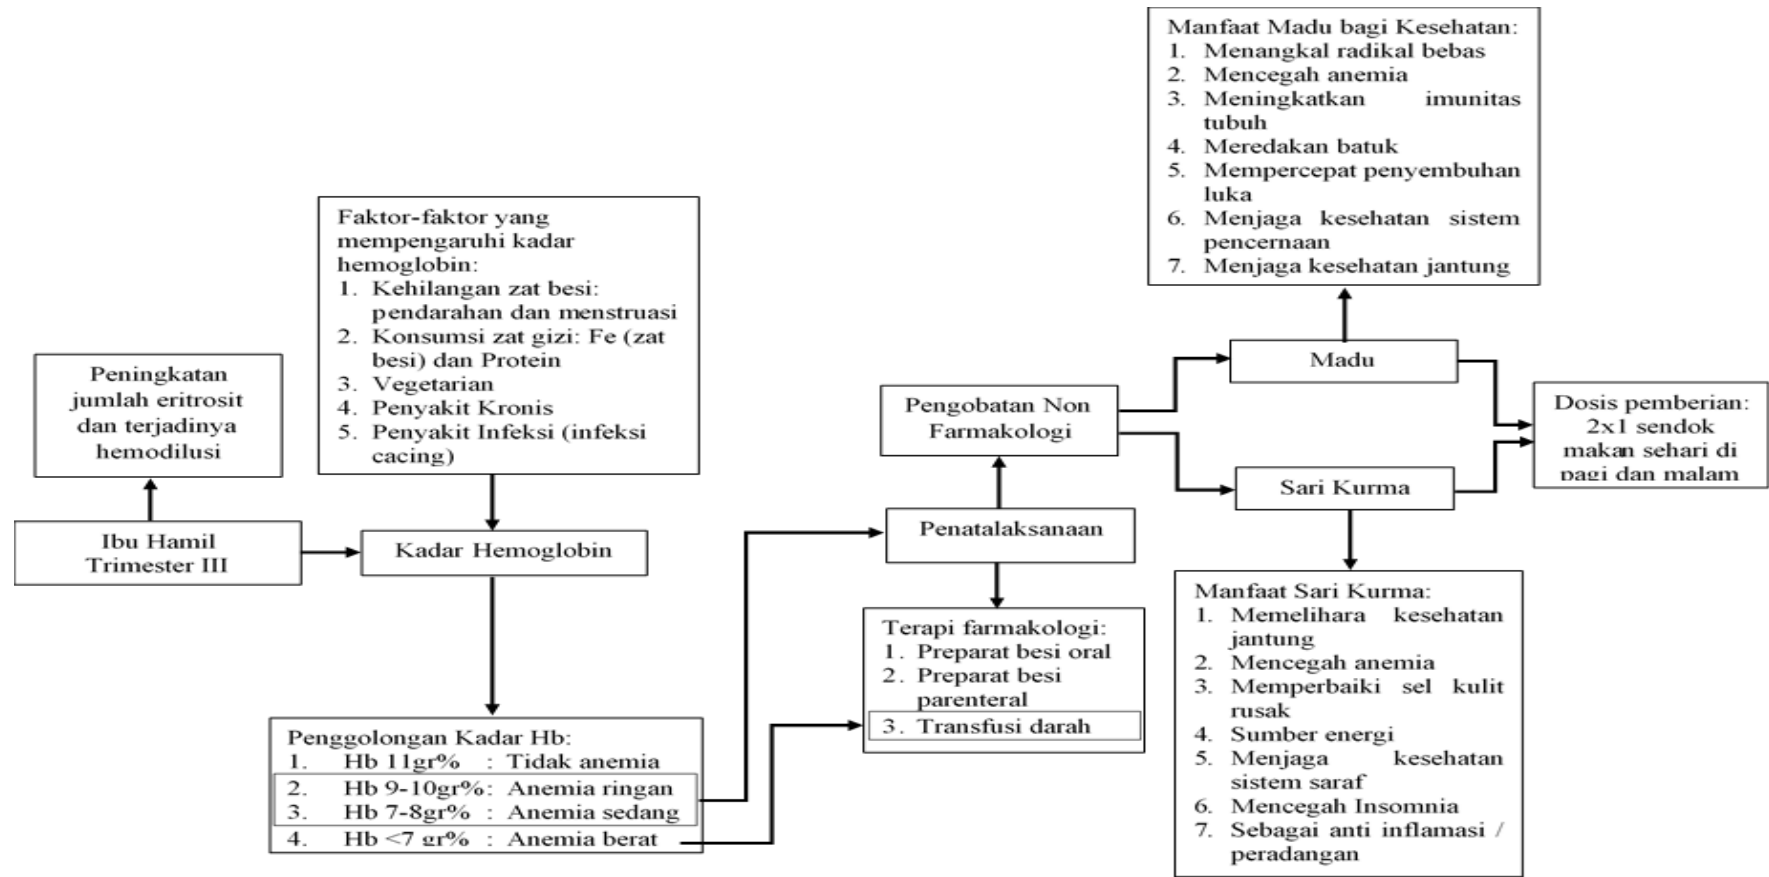 Peningkatan
jumlah eritrosit
dan terjadinya
hemodilusi
Ibu Hamil
Trimester III
Faktor-faktor yang
mempengaruhi kadar
hemoglobin:
1. Kehilangan zat besi:
pendarahan dan menstruasi
2. Konsumsi zat gizi: Fe (zat
besi) dan Protein
3. Vegetarian
4. Penyakit Kronis
5. Penyakit Infeksi (infeksi
cacing)
Kadar Hemoglobin
Penggolongan Kadar Hb:
1. Hb 11gr% : Tidak anemia
2. Hb 9-10gr%: Anemia ringan
3. Hb 7-8gr% : Anemia sedang
4. Hb <7 gr% : Anemia berat
Pengobatan Non
Farmakologi
Penatalaksanaan
Terapi farmakologi:
1. Preparat besi oral
2. Preparat besi
parenteral
3. Transfusi darah
Manfaat Madu bagi Kesehatan:
1. Menangkal radikal bebas
2. Mencegah anemia
3. Meningkatkan imunitas
tubuh
4. Meredakan batuk
5. Mempercepat penyembuhan
luka
6. Menjaga kesehatan sistem
pencernaan
7. Menjaga kesehatan jantung
Madu
Sari Kurma
Manfaat Sari Kurma:
1. Memelihara kesehatan
jantung
2. Mencegah anemia
3. Memperbaiki sel kulit
rusak
4. Sumber energi
5. Menjaga kesehatan
sistem saraf
6. Mencegah Insomnia
7. Sebagai anti inflamasi /
peradangan
Dosis pemberian:
2x1 sendok
makan sehari di
pagi dan malam